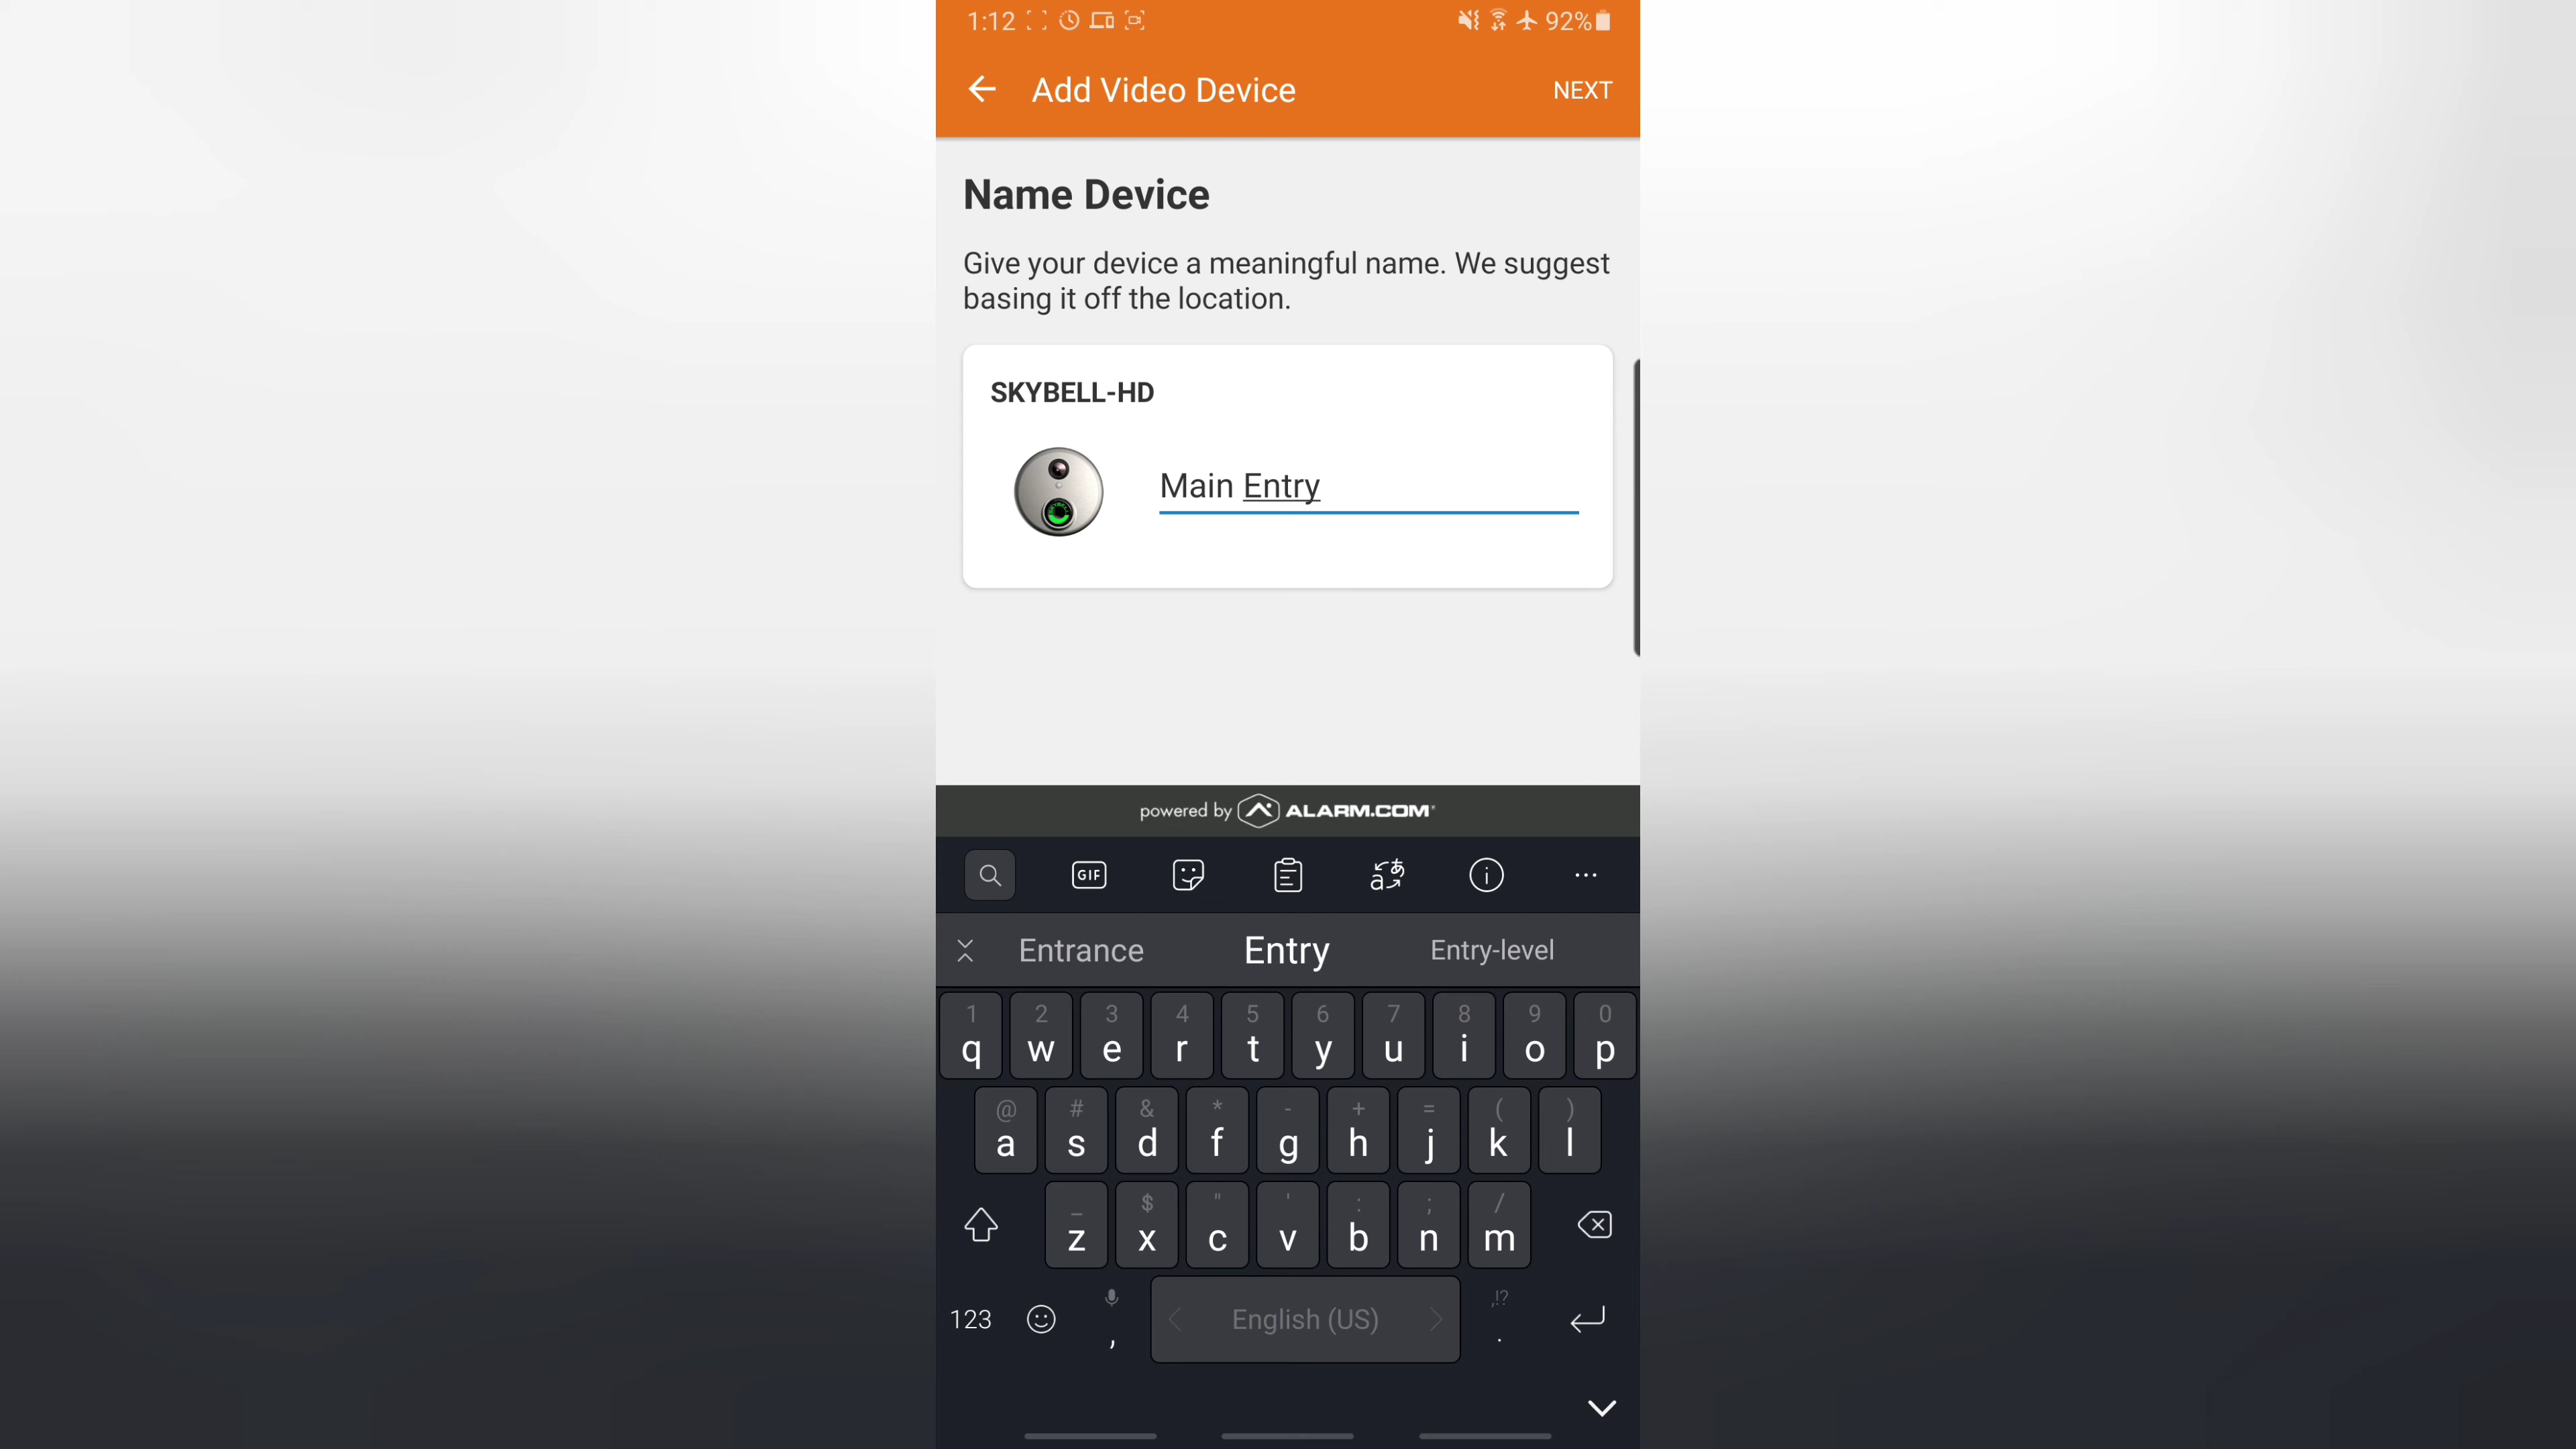 1:12 92%
Add Video Device NEXT
Name Device
Give your device a meaningful name. We suggest
basing it off the location.
SKYBELL-HD
Main Entry
powered by ALARM.COM
GIF a あ i ...
Entrance Entry Entry-level
1 2 3 4 5 6 7 8 9 0
q w e r t y u i o p
@ # & * - + = ( )
a s d f g h j k l
_ $ " ' : ; /
z x c v b n m
123 , English (US) ,!? .